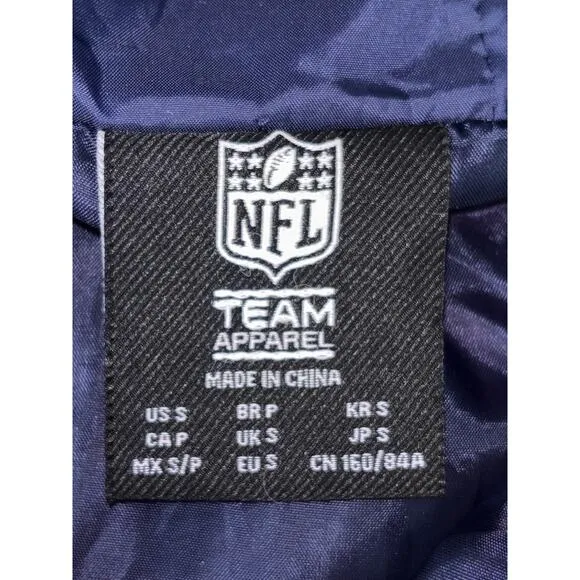 NFL
TEAM
APPAREL
MADE IN CHINA
US S BR P KR S
CA P UK S JP S
MX S/P EU S CN 160/84A